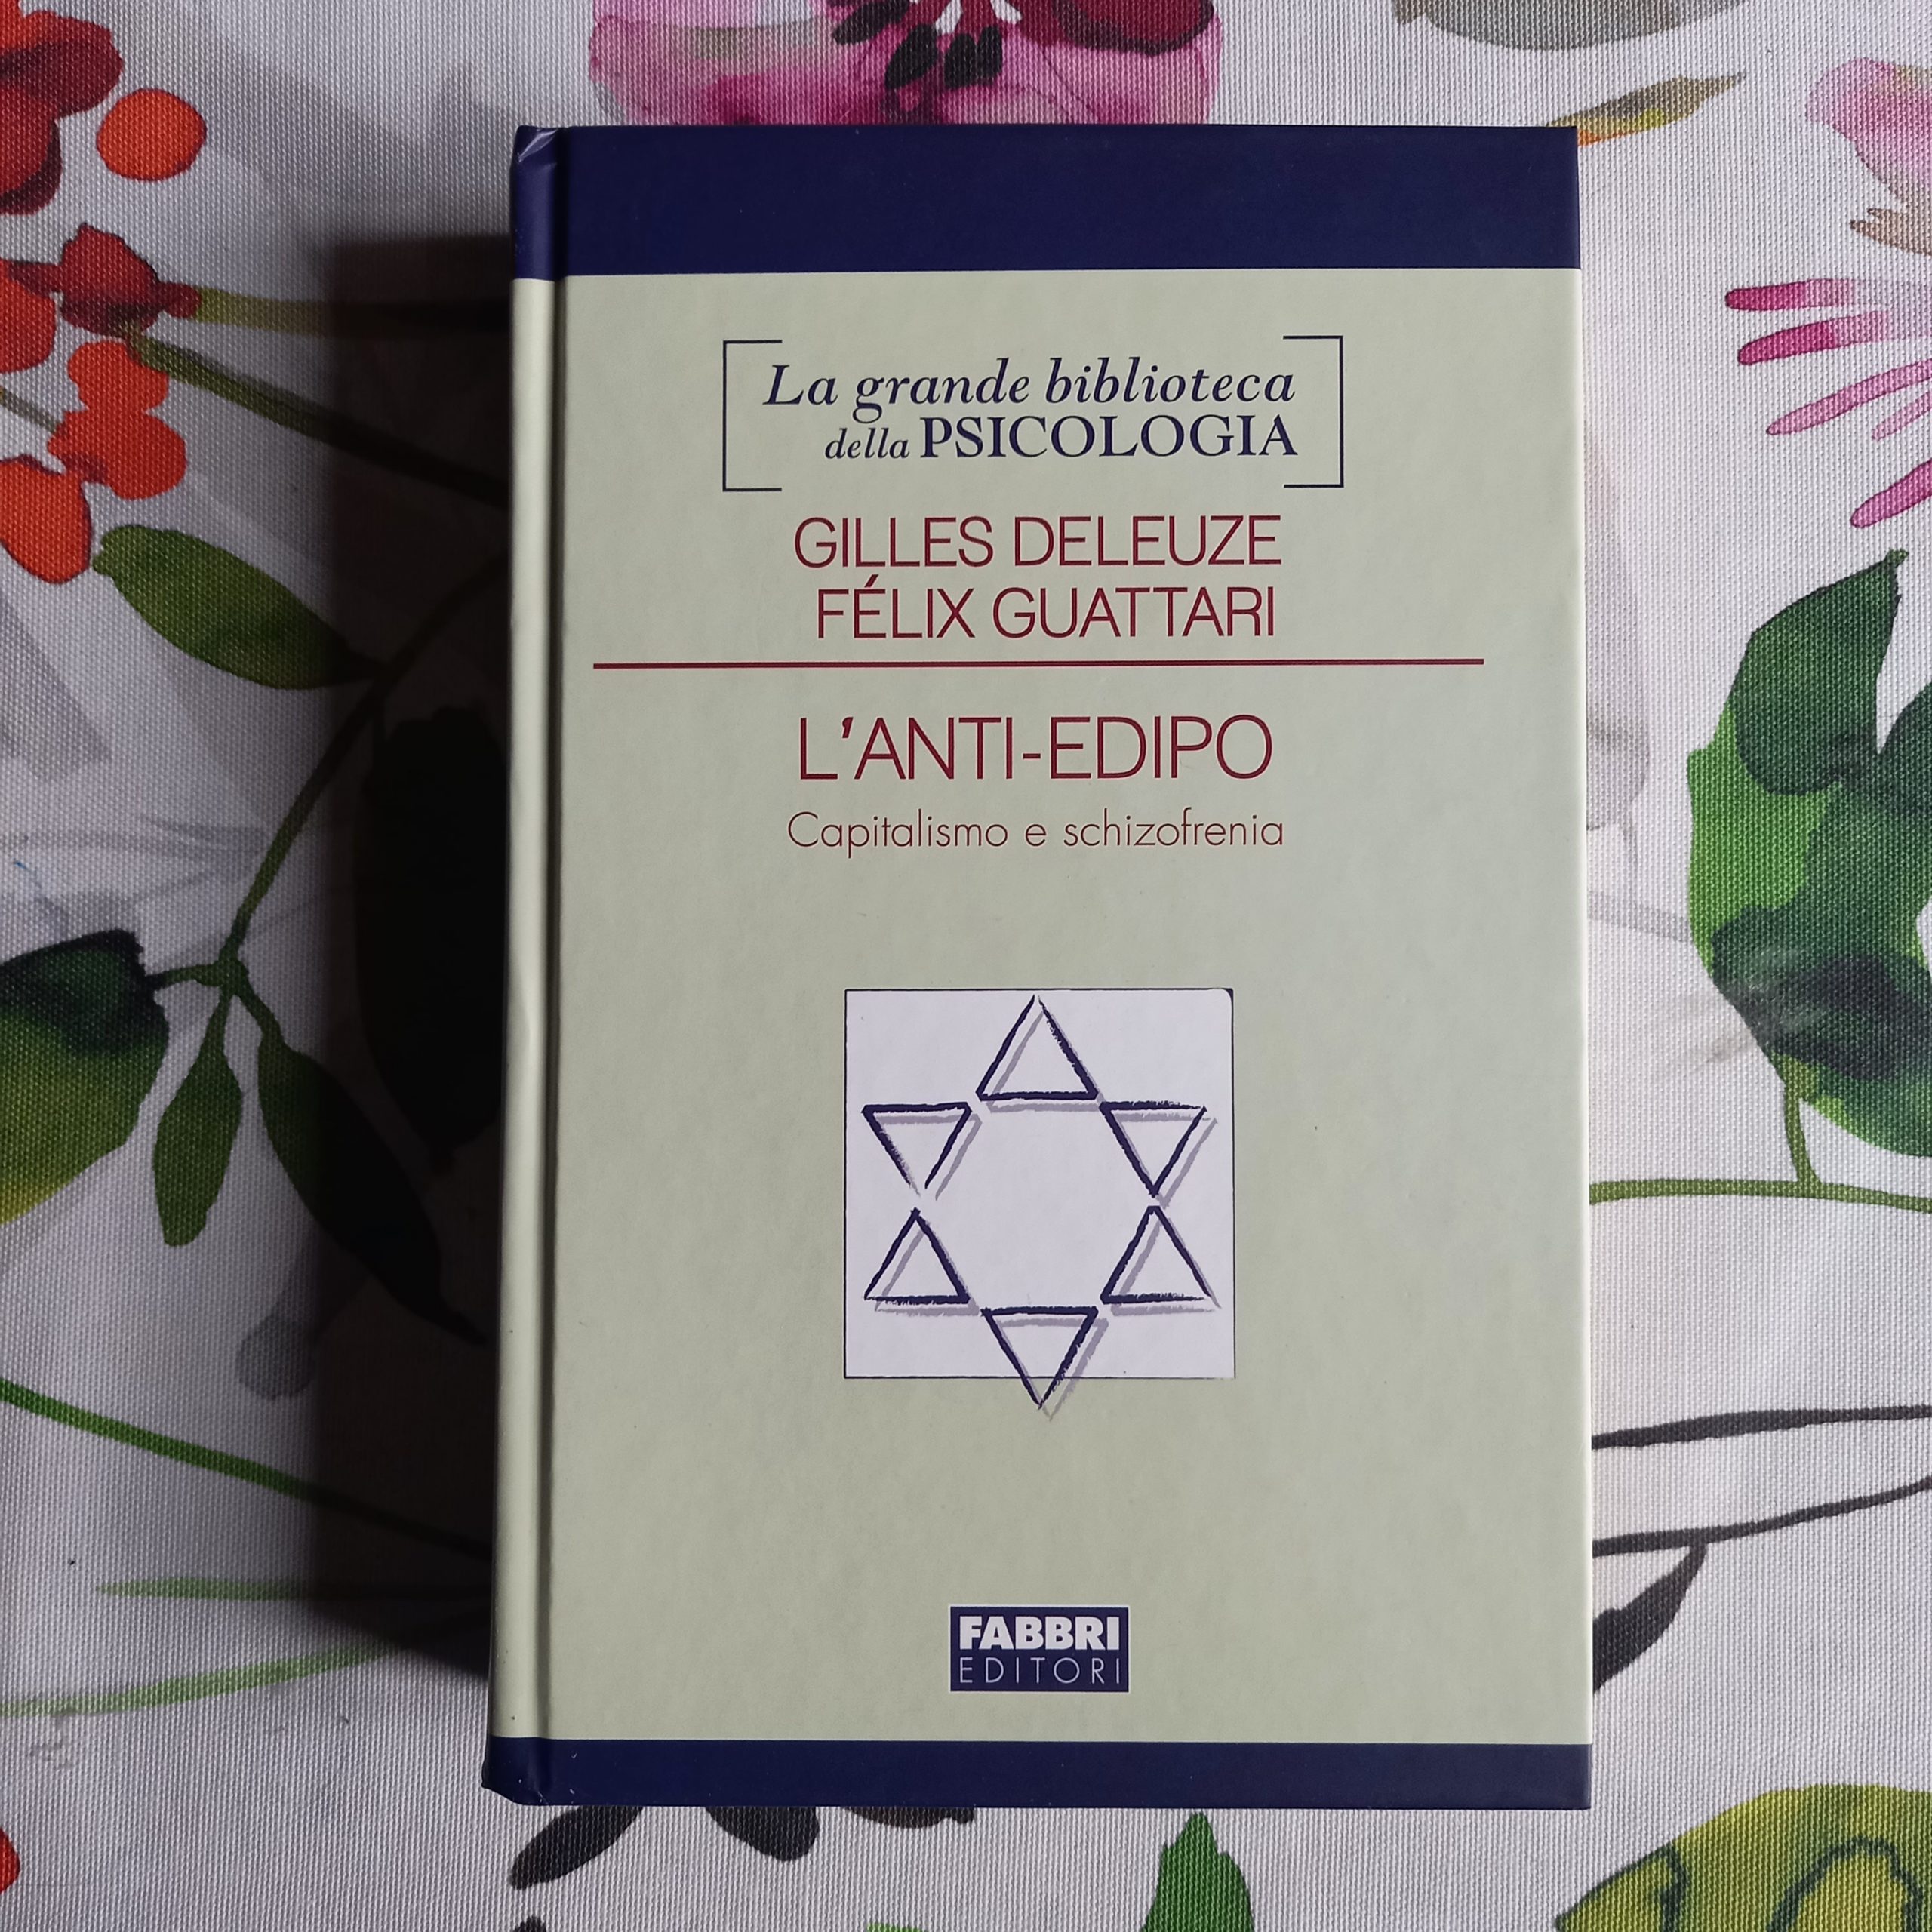 La grande biblioteca
della PSICOLOGIA
GILLES DELEUZE
FÉLIX GUATTARI
L'ANTI-EDIPO
Capitalismo e schizofrenia
FABBRI
EDITORI